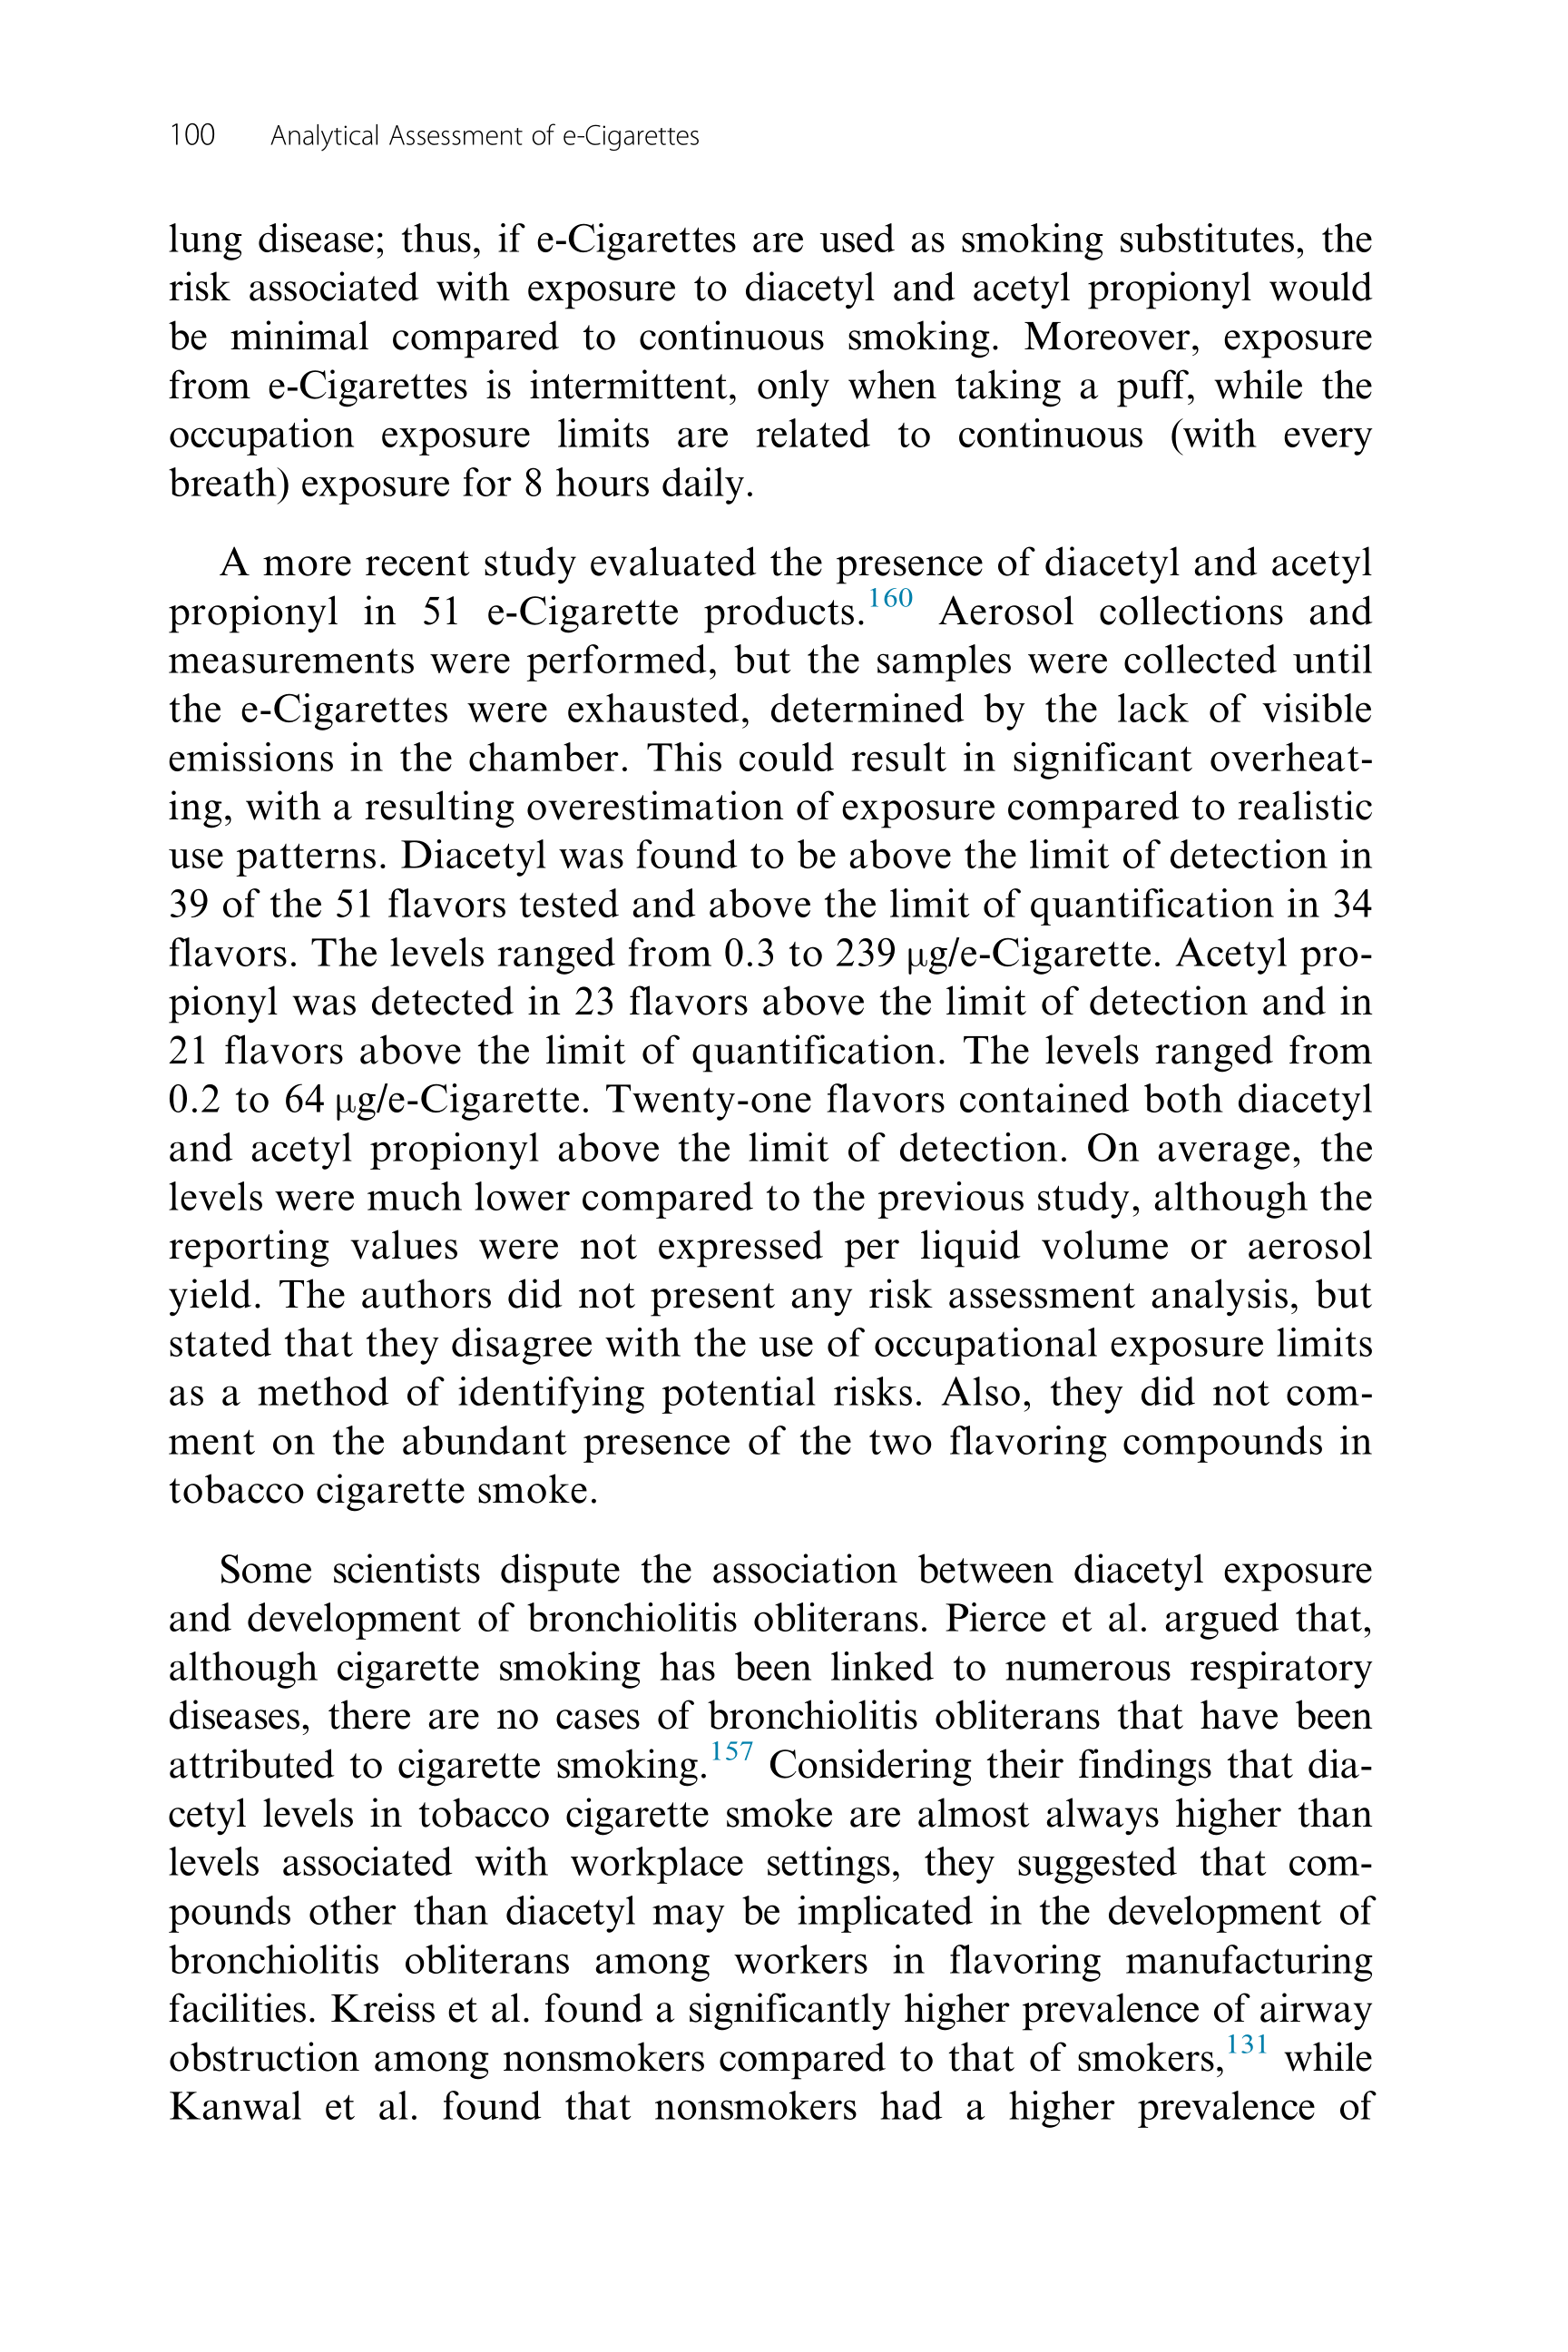 100 Analytical Assessment of e-Cigarettes
lung disease; thus, if e-Cigarettes are used as smoking substitutes, the
risk associated with exposure to diacetyl and acetyl propionyl would
be minimal compared to continuous smoking. Moreover, exposure
from e-Cigarettes is intermittent, only when taking a puff, while the
occupation exposure limits are related to continuous (with every
breath) exposure for 8 hours daily.
A more recent study evaluated the presence of diacetyl and acetyl
propionyl in 51 e-Cigarette products.160 Aerosol collections and
measurements were performed, but the samples were collected until
the e-Cigarettes were exhausted, determined by the lack of visible
emissions in the chamber. This could result in significant overheat-
ing, with a resulting overestimation of exposure compared to realistic
use patterns. Diacetyl was found to be above the limit of detection in
39 of the 51 flavors tested and above the limit of quantification in 34
flavors. The levels ranged from 0.3 to 239 μg/e-Cigarette. Acetyl pro-
pionyl was detected in 23 flavors above the limit of detection and in
21 flavors above the limit of quantification. The levels ranged from
0.2 to 64 μg/e-Cigarette. Twenty-one flavors contained both diacetyl
and acetyl propionyl above the limit of detection. On average, the
levels were much lower compared to the previous study, although the
reporting values were not expressed per liquid volume or aerosol
yield. The authors did not present any risk assessment analysis, but
stated that they disagree with the use of occupational exposure limits
as a method of identifying potential risks. Also, they did not com-
ment on the abundant presence of the two flavoring compounds in
tobacco cigarette smoke.
Some scientists dispute the association between diacetyl exposure
and development of bronchiolitis obliterans. Pierce et al. argued that,
although cigarette smoking has been linked to numerous respiratory
diseases, there are no cases of bronchiolitis obliterans that have been
attributed to cigarette smoking.157 Considering their findings that dia-
cetyl levels in tobacco cigarette smoke are almost always higher than
levels associated with workplace settings, they suggested that com-
pounds other than diacetyl may be implicated in the development of
bronchiolitis obliterans among workers in flavoring manufacturing
facilities. Kreiss et al. found a significantly higher prevalence of airway
obstruction among nonsmokers compared to that of smokers,131 while
Kanwal et al. found that nonsmokers had a higher prevalence of